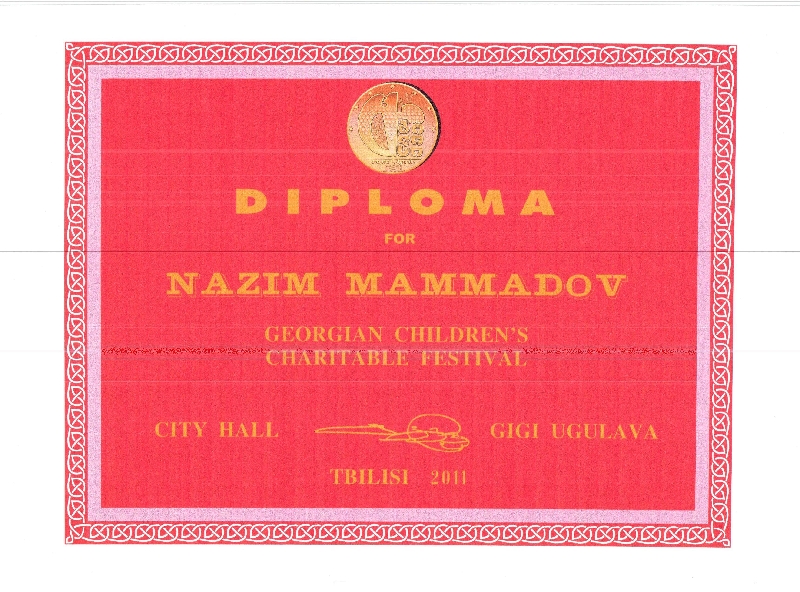 DIPLOMA
FOR
NAZIM MAMMADOV
GEORGIAN CHILDREN'S
CHARITABLE FESTIVAL
CITY HALL GIGI UGULAVA
TBILISI 2011